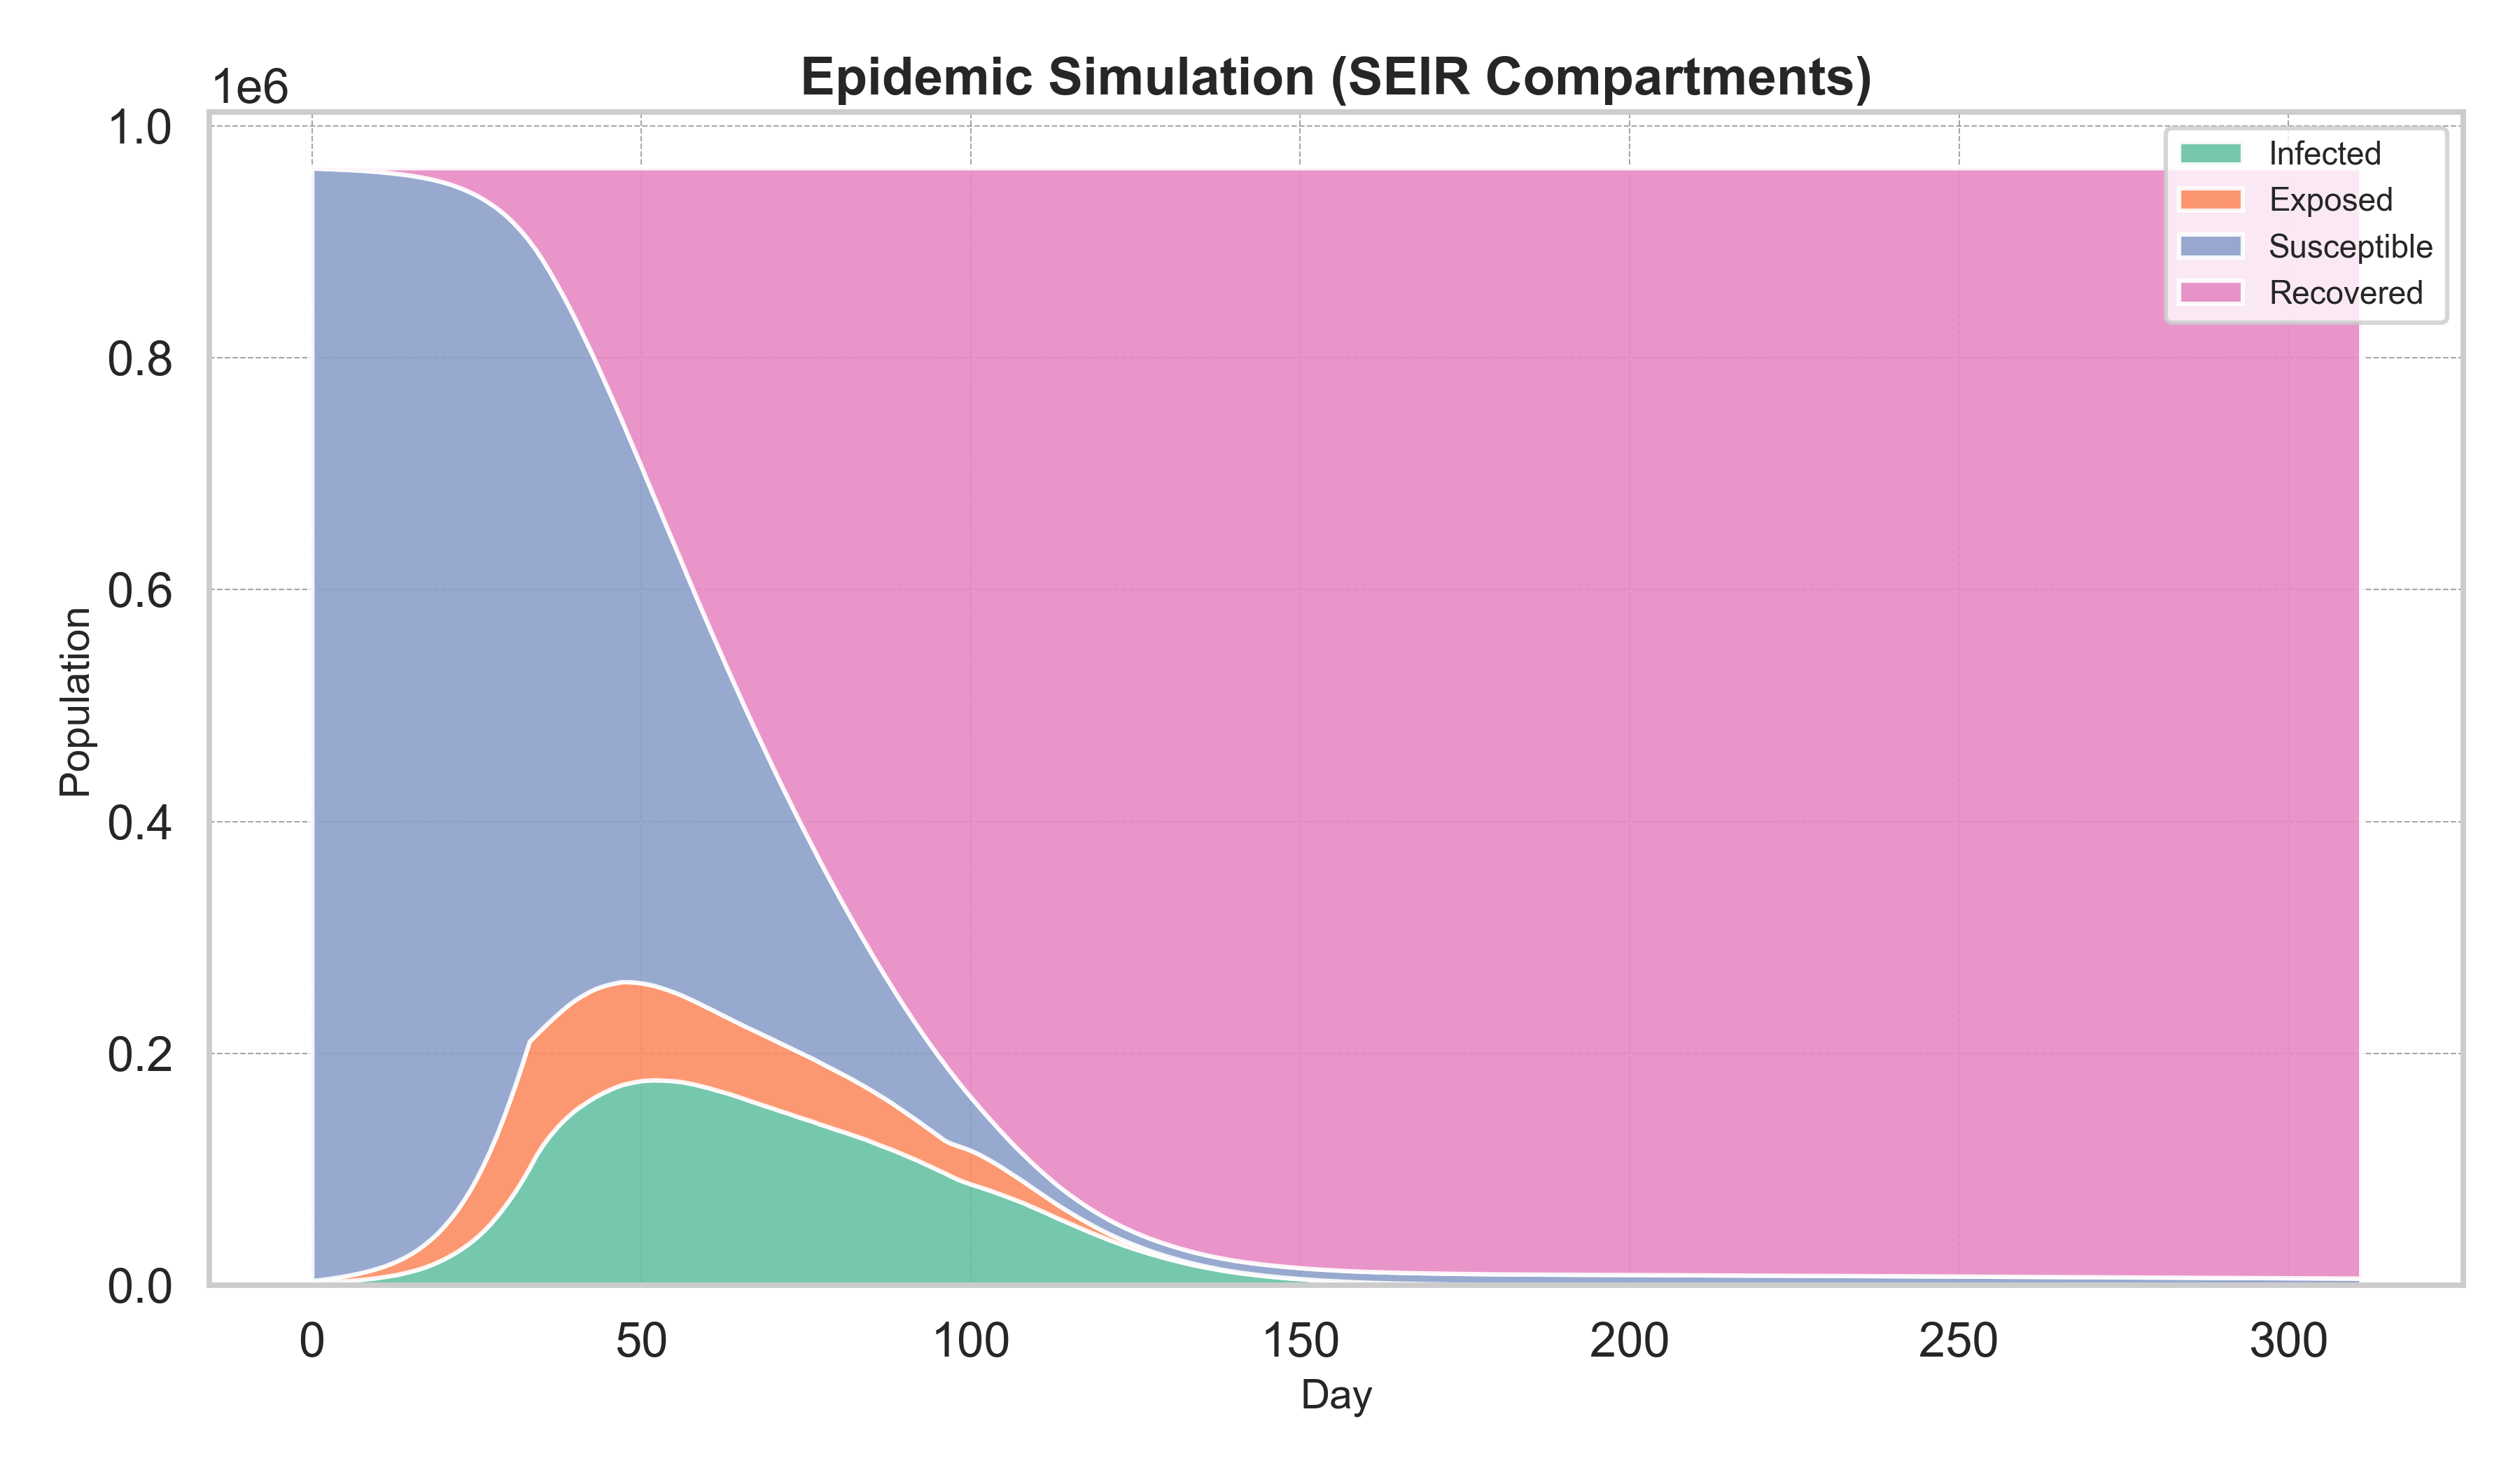 Epidemic Simulation (SEIR Compartments)
1e6
1.0
0.8
0.6
0.4
0.2
0.0
Population
0
50
100
150
200
250
300
Day
Infected
Exposed
Susceptible
Recovered